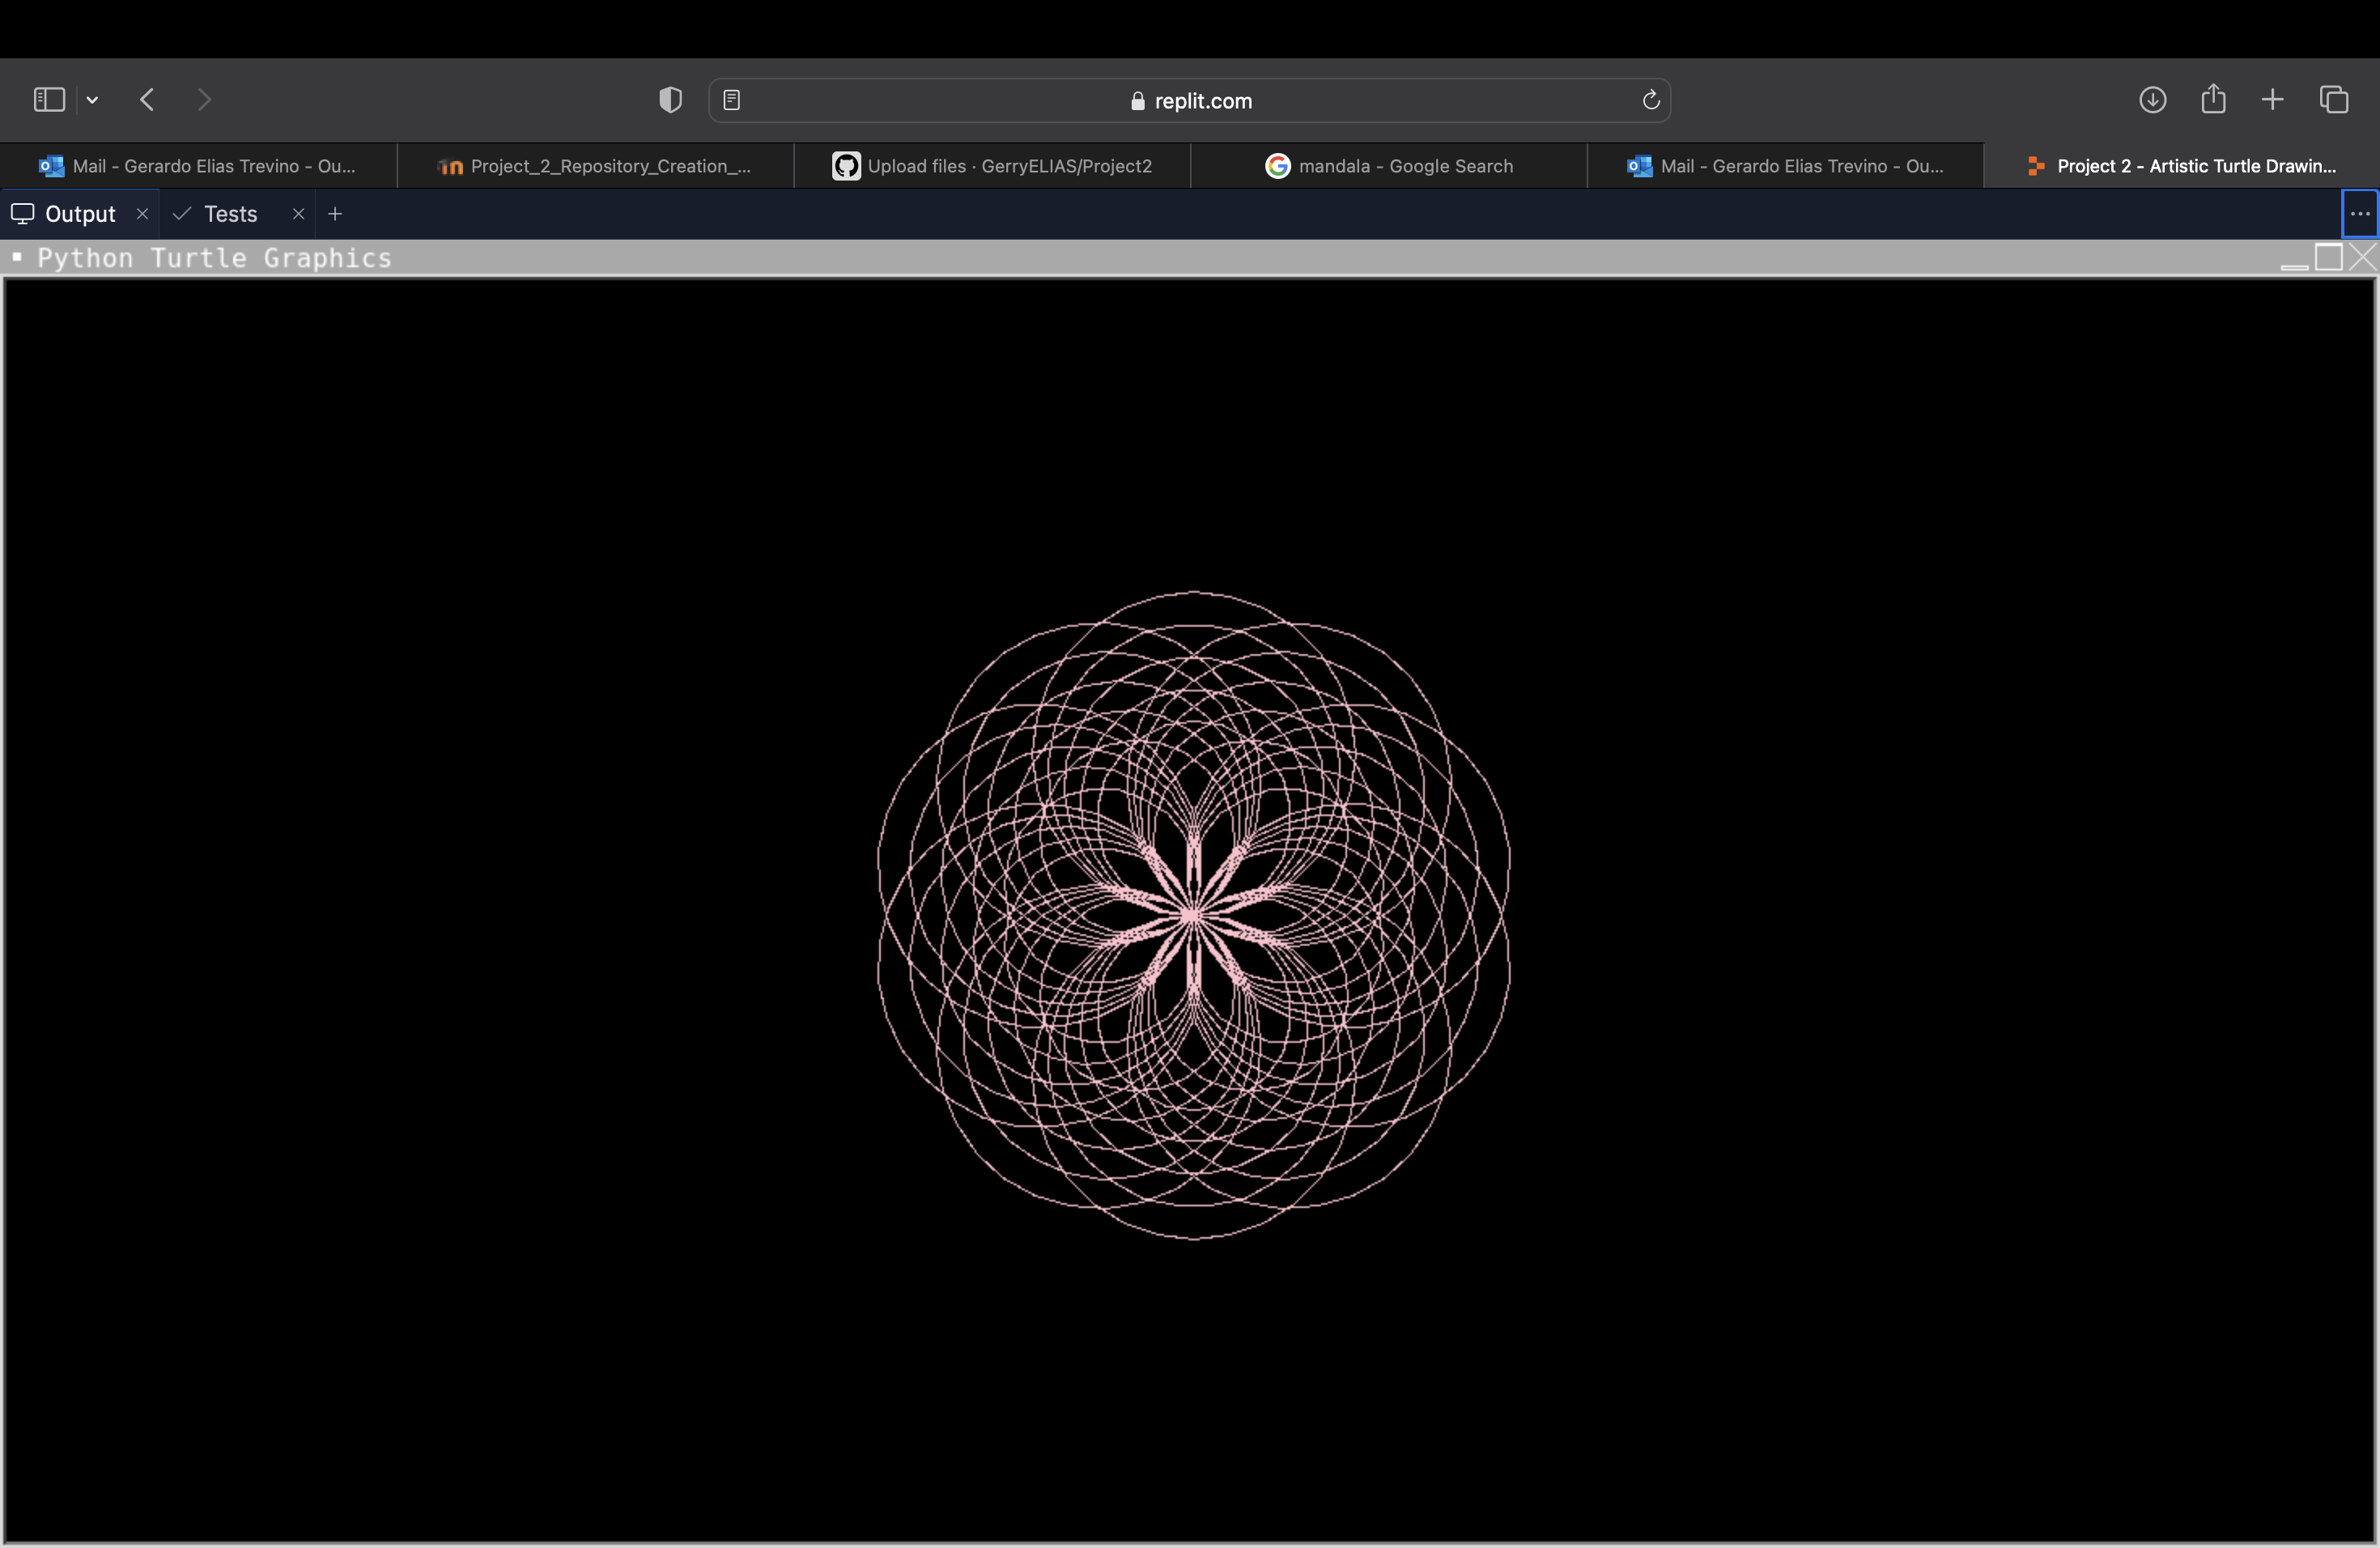 replit.com
Mail - Gerardo Elias Trevino - Ou...
Project_2_Repository_Creation_...
Upload files · GerryELIAS/Project2
mandala - Google Search
Mail - Gerardo Elias Trevino - Ou...
Project 2 - Artistic Turtle Drawin...
Output
Tests
Python Turtle Graphics